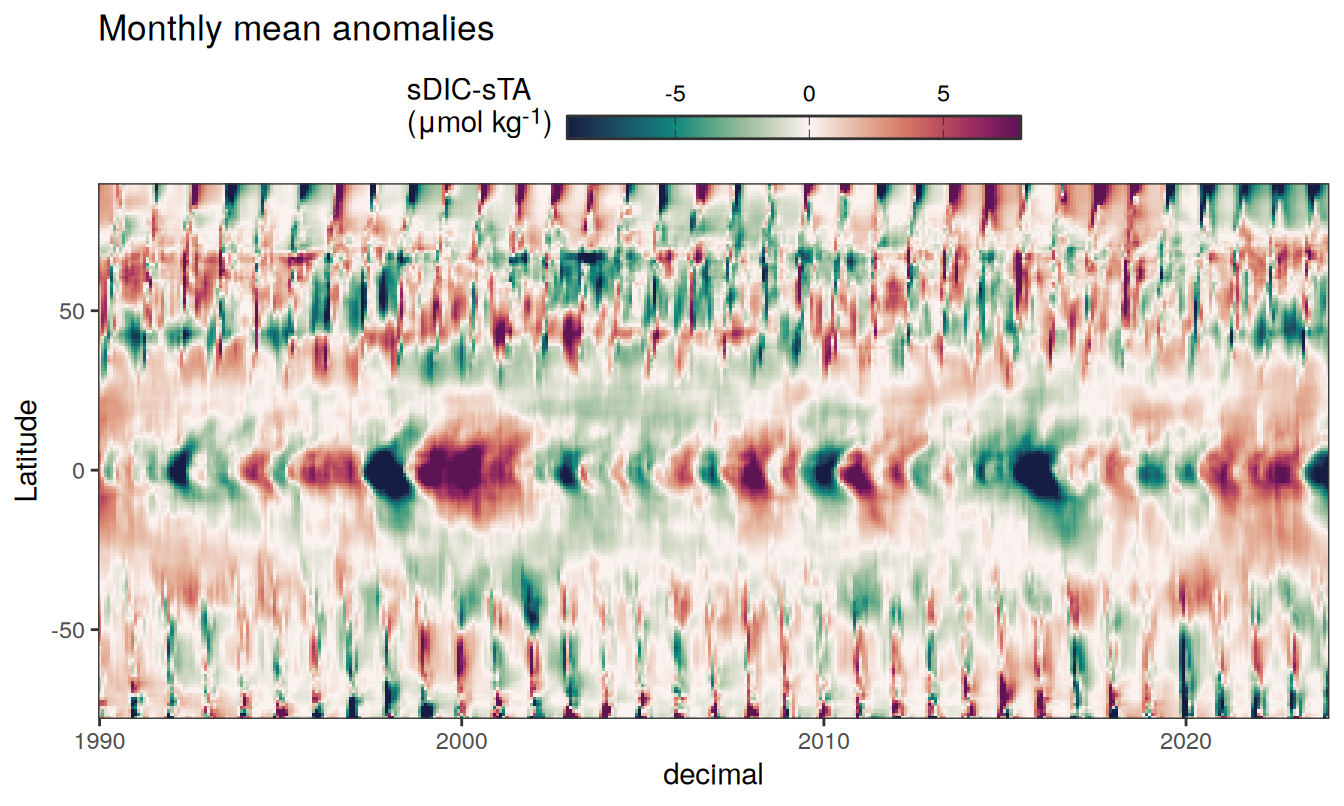 Monthly mean anomalies
sDIC-sTA
(µmol kg⁻¹)
-5 0 5
Latitude
50
0
-50
1990 2000 2010 2020
decimal